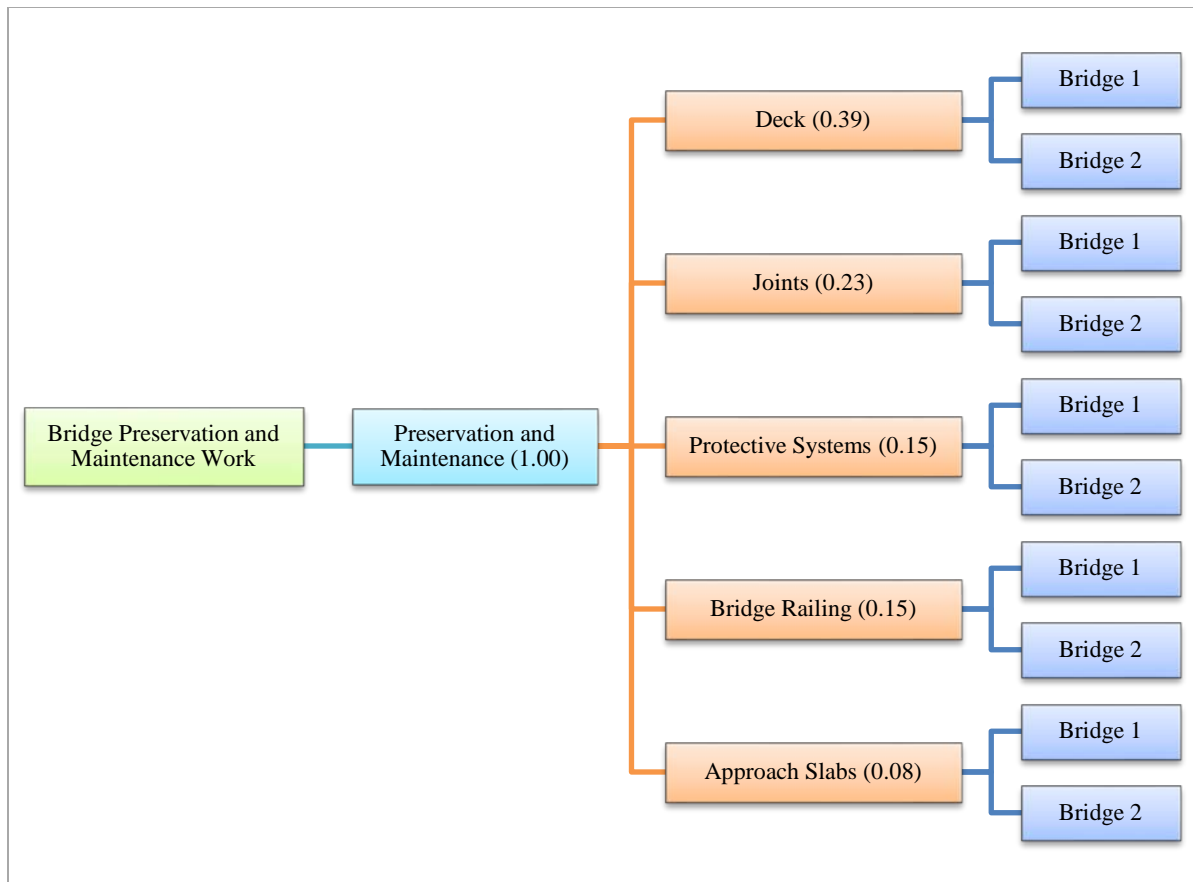 Bridge Preservation and
Maintenance Work
Preservation and
Maintenance (1.00)
Deck (0.39)
Bridge 1
Bridge 2
Joints (0.23)
Bridge 1
Bridge 2
Protective Systems (0.15)
Bridge 1
Bridge 2
Bridge Railing (0.15)
Bridge 1
Bridge 2
Approach Slabs (0.08)
Bridge 1
Bridge 2